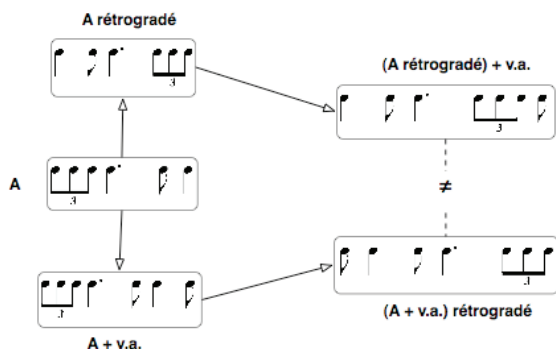 A rétrogradé
3
(A rétrogradé) + v.a.
3
A
3
≠
3
A + v.a.
3
(A + v.a.) rétrogradé